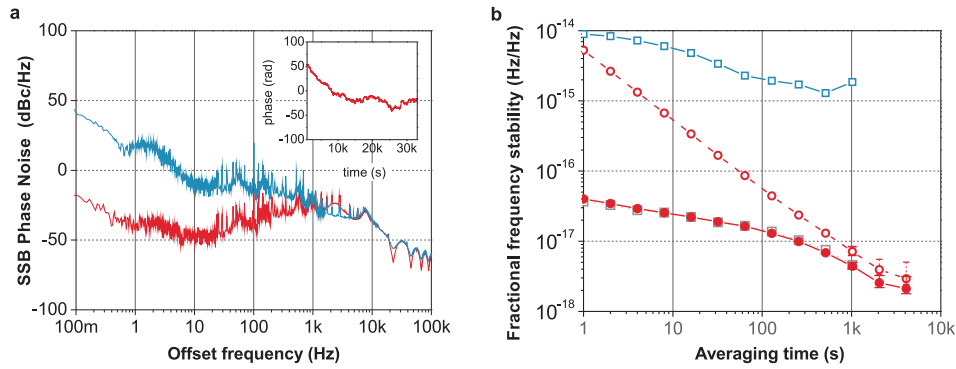 a
SSB Phase Noise (dBc/Hz)
100
50
0
-50
-100
100m
1
10
100
1k
10k
100k
Offset frequency (Hz)
phase (rad)
100
50
0
-50
-100
10k
20k
30k
time (s)
b
Fractional frequency stability (Hz/Hz)
10⁻¹⁴
10⁻¹⁵
10⁻¹⁶
10⁻¹⁷
10⁻¹⁸
1
10
100
1k
10k
Averaging time (s)